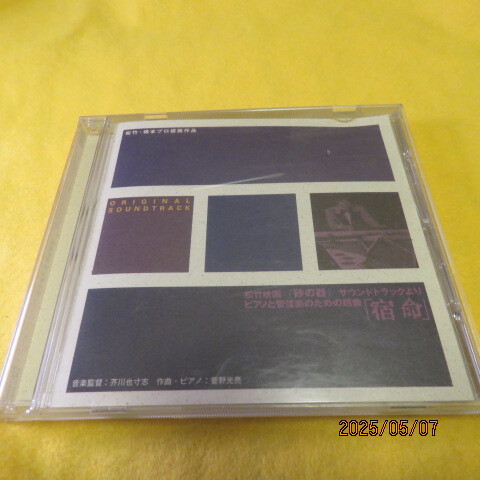 松竹・橋本プロ提携作品
ORIGINAL
SOUNDTRACK
松竹映画「砂の器」サウンドトラックより
ピアノと管弦楽のための組曲「宿命」
音楽監督:芥川也寸志 作曲・ピアノ:菅野光亮
2025/05/07